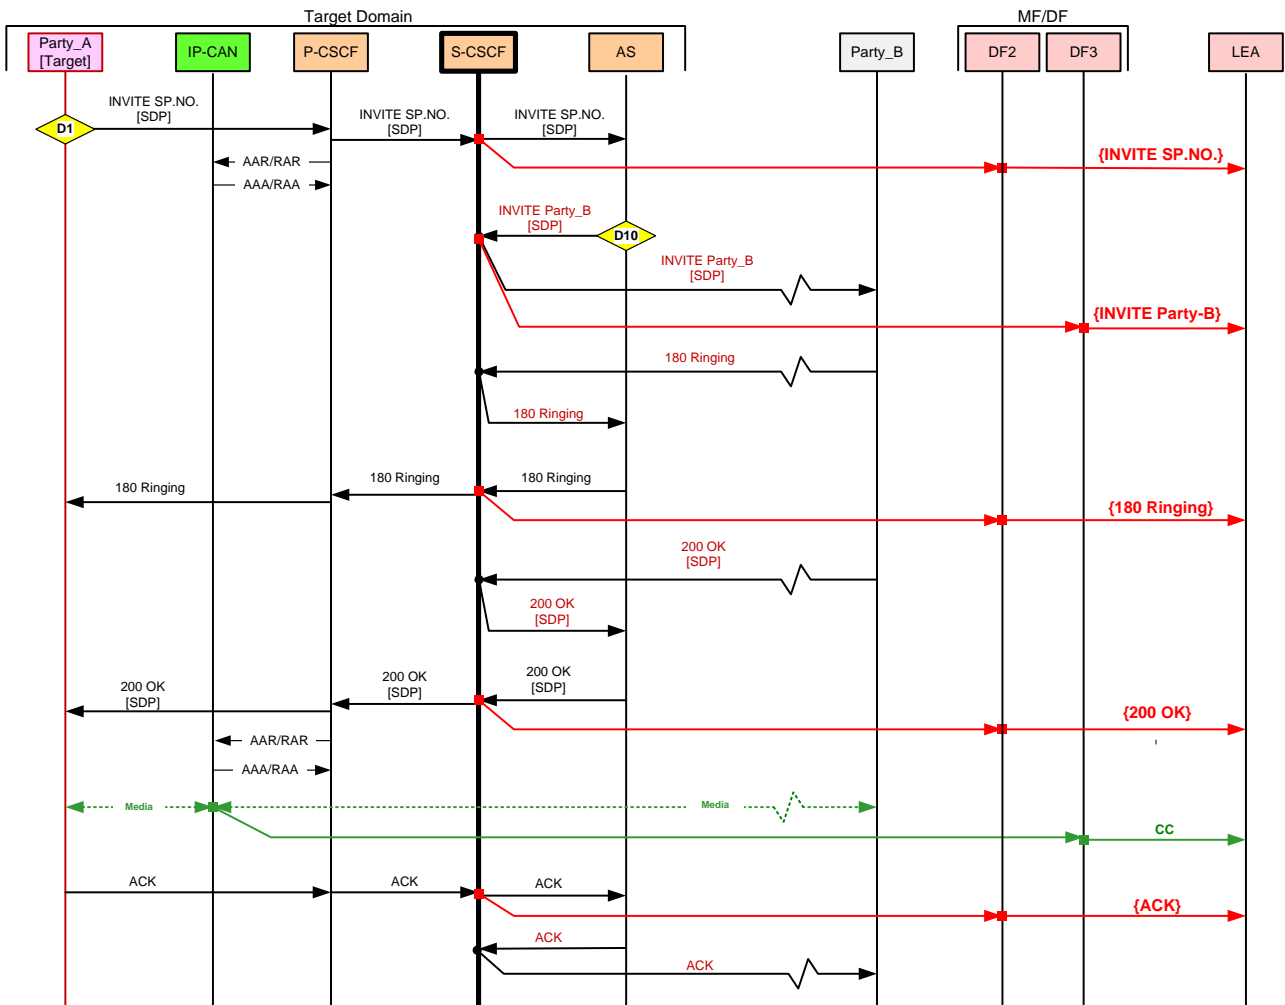 Target Domain
MF/DF
Party_A
[Target]
IP-CAN
P-CSCF
S-CSCF
AS
Party_B
DF2
DF3
LEA
INVITE SP.NO.
[SDP]
INVITE SP.NO.
[SDP]
INVITE SP.NO.
[SDP]
D1
{INVITE SP.NO.}
AAR/RAR
AAA/RAA
INVITE Party_B
[SDP]
D10
INVITE Party_B
[SDP]
{INVITE Party-B}
180 Ringing
180 Ringing
180 Ringing
180 Ringing
180 Ringing
{180 Ringing}
200 OK
[SDP]
200 OK
[SDP]
200 OK
[SDP]
200 OK
[SDP]
200 OK
[SDP]
{200 OK}
AAR/RAR
AAA/RAA
Media
Media
CC
ACK
ACK
ACK
{ACK}
ACK
ACK